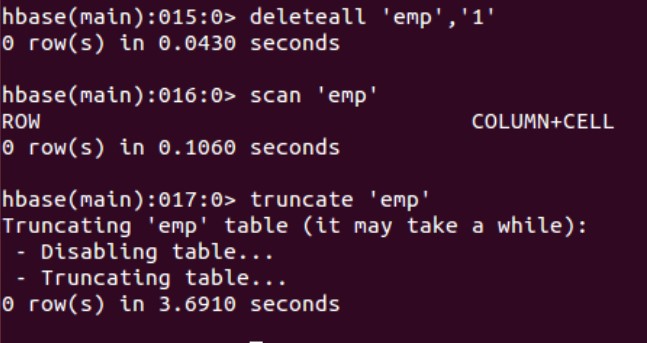 hbase(main):015:0> deleteall 'emp','1'
0 row(s) in 0.0430 seconds
hbase(main):016:0> scan 'emp'
ROW COLUMN+CELL
0 row(s) in 0.1060 seconds
hbase(main):017:0> truncate 'emp'
Truncating 'emp' table (it may take a while):
- Disabling table...
- Truncating table...
0 row(s) in 3.6910 seconds